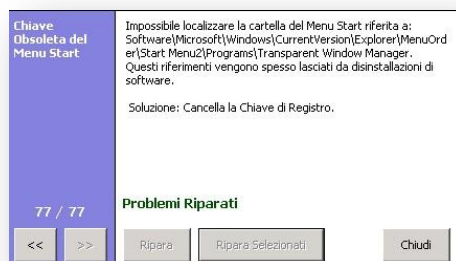 Chiave
Obsoleta del
Menu Start
Impossibile localizzare la cartella del Menu Start riferita a:
Software\Microsoft\Windows\CurrentVersion\Explorer\MenuOrd
er\Start Menu2\Programs\Transparent Window Manager.
Questi riferimenti vengono spesso lasciati da disinstallazioni di
software.
Soluzione: Cancella la Chiave di Registro.
77 / 77
Problemi Riparati
<< >> Ripara Ripara Selezionati Chiudi